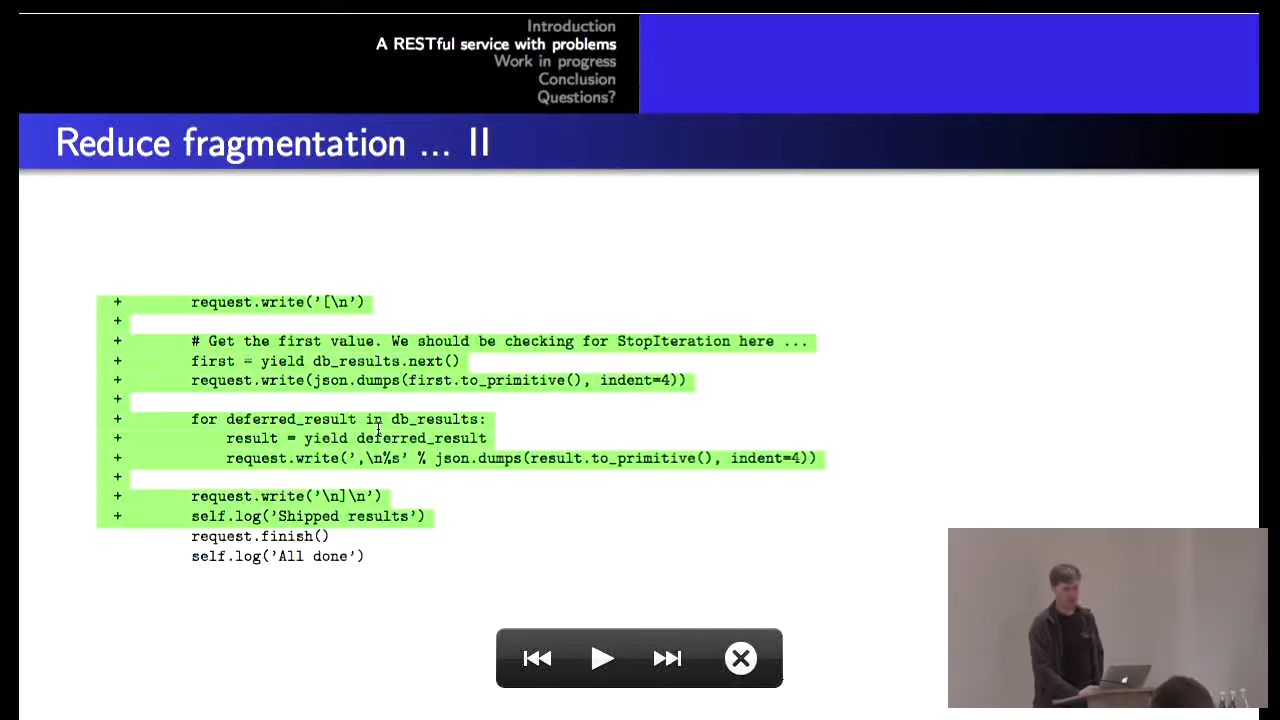 Introduction
A RESTful service with problems
Work in progress
Conclusion
Questions?
Reduce fragmentation ... II
+ request.write('[\n')
+
+ # Get the first value. We should be checking for StopIteration here ...
+ first = yield db_results.next()
+ request.write(json.dumps(first.to_primitive(), indent=4))
+
+ for deferred_result in db_results:
+ result = yield deferred_result
+ request.write(',\n%s' % json.dumps(result.to_primitive(), indent=4))
+
+ request.write('\n]\n')
+ self.log('Shipped results')
request.finish()
self.log('All done')